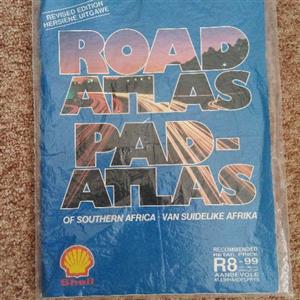 REVISED EDITION
HERSIENE UITGAWE
ROAD
ATLAS
PAD-
ATLAS
OF SOUTHERN AFRICA · VAN SUIDELIKE AFRIKA
RECOMMENDED
RETAIL PRICE
R8-99
AANBEVOLE
KLEINHANDELPRYS
Shell